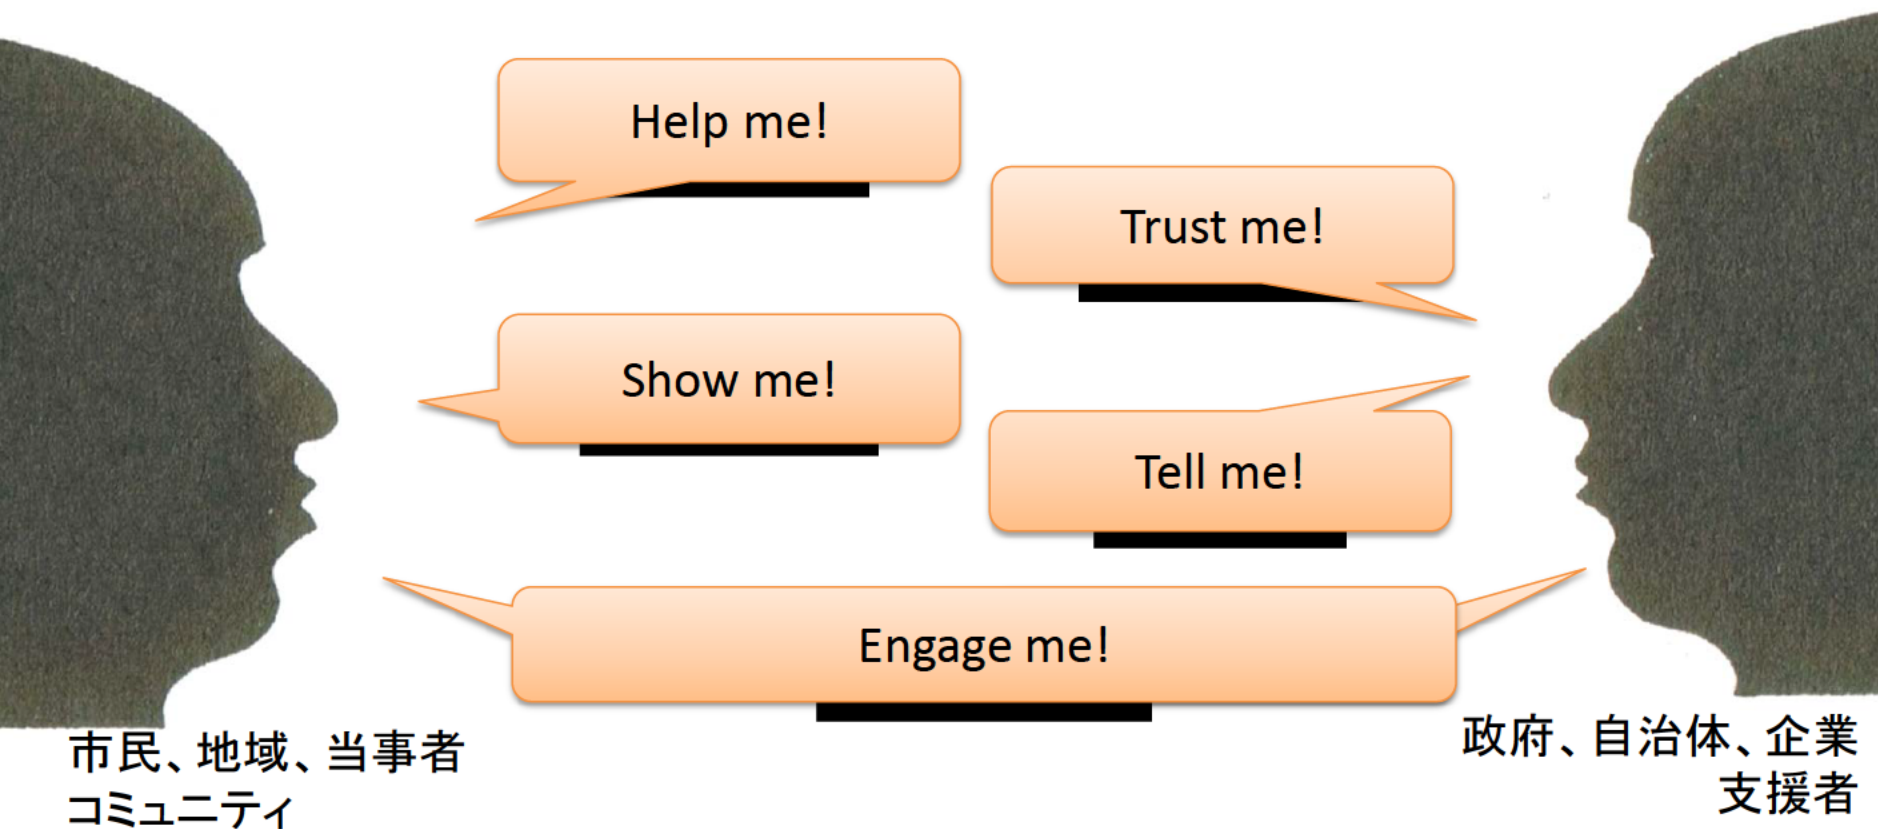 Help me!
Trust me!
Show me!
Tell me!
Engage me!
市民、地域、当事者
コミュニティ
政府、自治体、企業
支援者